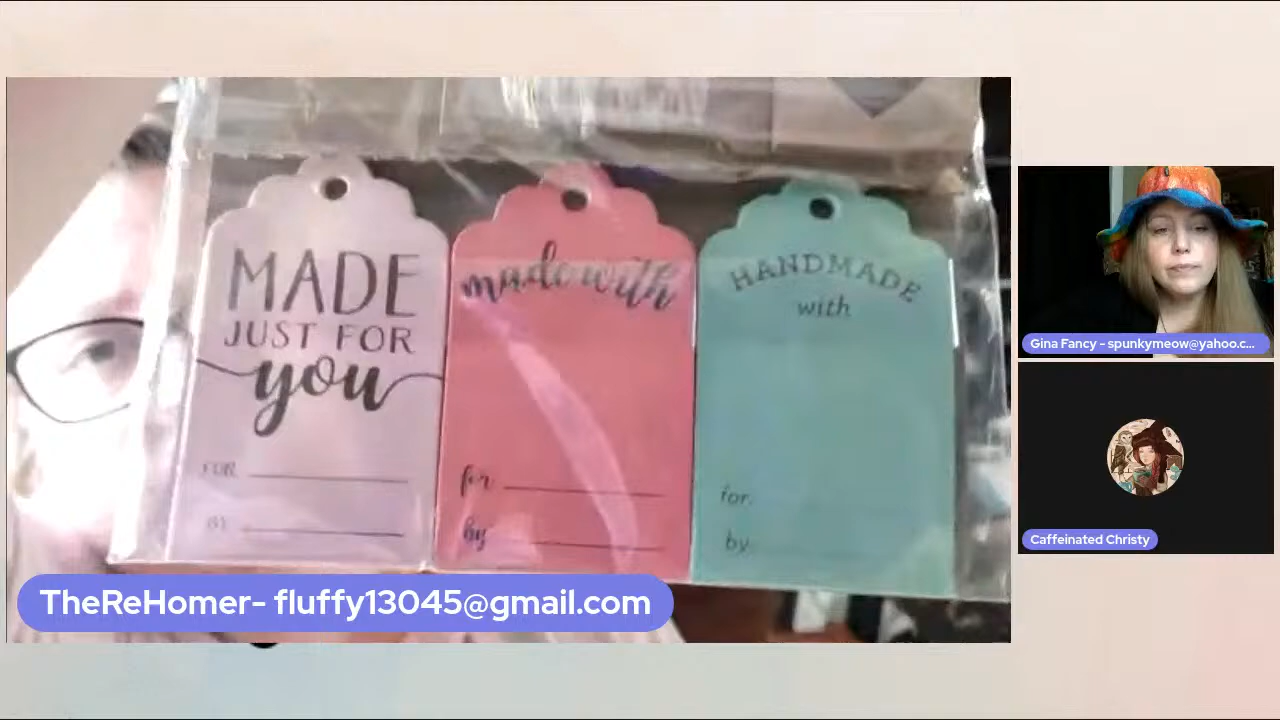 MADE
JUST FOR
you
FOR
BY
made with
for
by
HANDMADE
with
for:
by:
TheReHomer- fluffy13045@gmail.com
Gina Fancy - spunkymeow@yahoo.c...
Caffeinated Christy